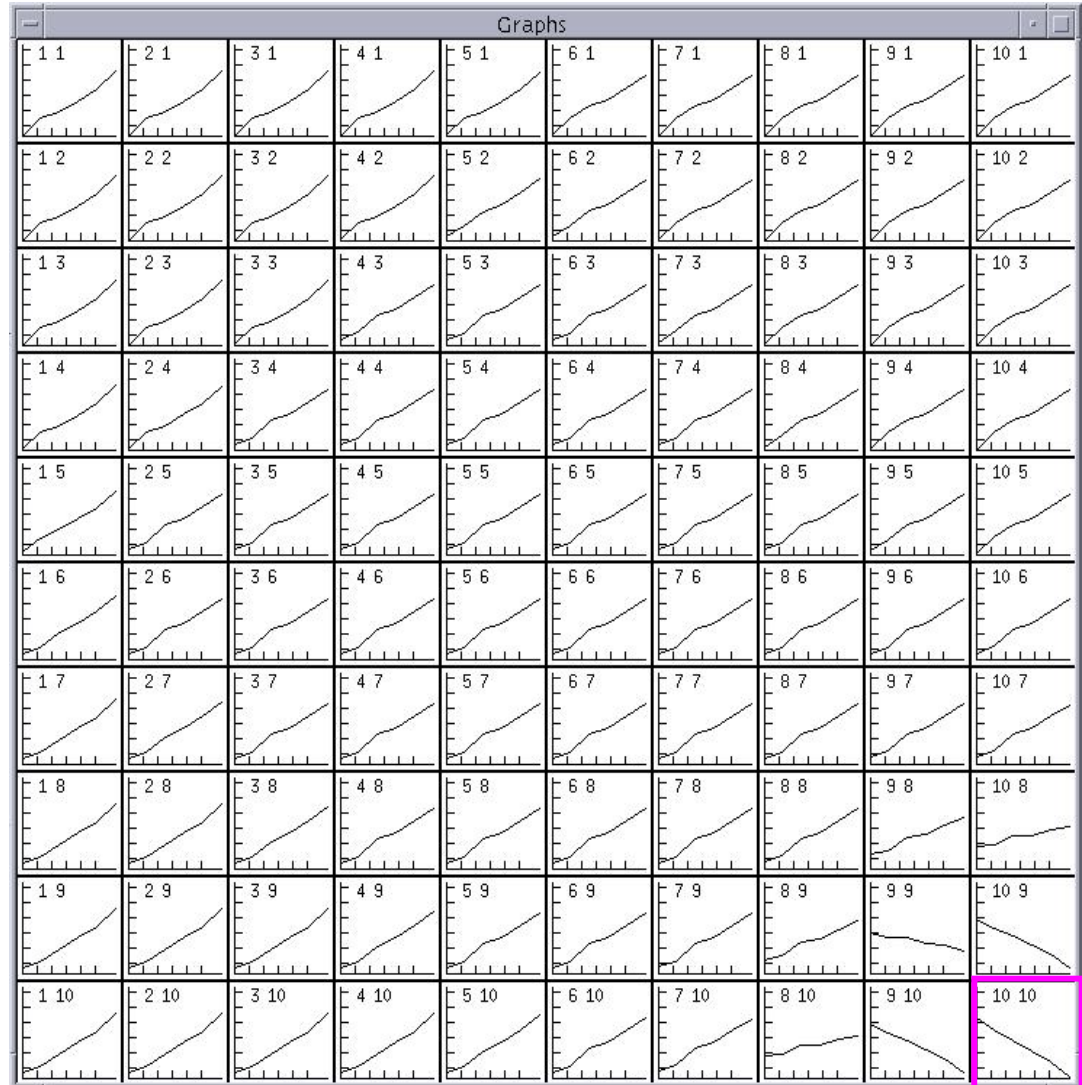 Graphs
1 1 2 1 3 1 4 1 5 1 6 1 7 1 8 1 9 1 10 1
1 2 2 2 3 2 4 2 5 2 6 2 7 2 8 2 9 2 10 2
1 3 2 3 3 3 4 3 5 3 6 3 7 3 8 3 9 3 10 3
1 4 2 4 3 4 4 4 5 4 6 4 7 4 8 4 9 4 10 4
1 5 2 5 3 5 4 5 5 5 6 5 7 5 8 5 9 5 10 5
1 6 2 6 3 6 4 6 5 6 6 6 7 6 8 6 9 6 10 6
1 7 2 7 3 7 4 7 5 7 6 7 7 7 8 7 9 7 10 7
1 8 2 8 3 8 4 8 5 8 6 8 7 8 8 8 9 8 10 8
1 9 2 9 3 9 4 9 5 9 6 9 7 9 8 9 9 9 10 9
1 10 2 10 3 10 4 10 5 10 6 10 7 10 8 10 9 10 10 10